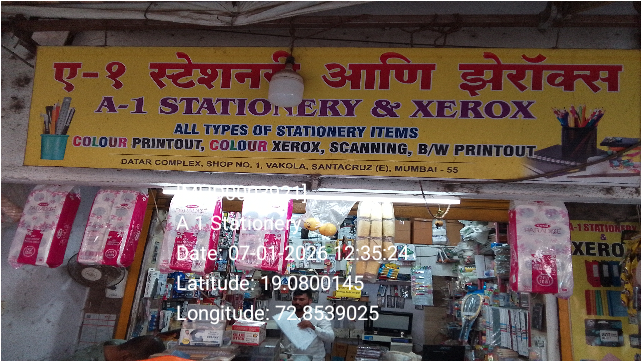 ए-१ स्टेशनरी आणि झेरॉक्स
A-1 STATIONERY & XEROX
ALL TYPES OF STATIONERY ITEMS
COLOUR PRINTOUT, COLOUR XEROX, SCANNING, B/W PRINTOUT
DATAR COMPLEX, SHOP NO. 1, VAKOLA, SANTACRUZ (E), MUMBAI - 55
A 1 Stationery
Date: 07-01-2026 12:35:24
Latitude: 19.0800145
Longitude: 72.8539025
A-1 STATIONERY
XERO